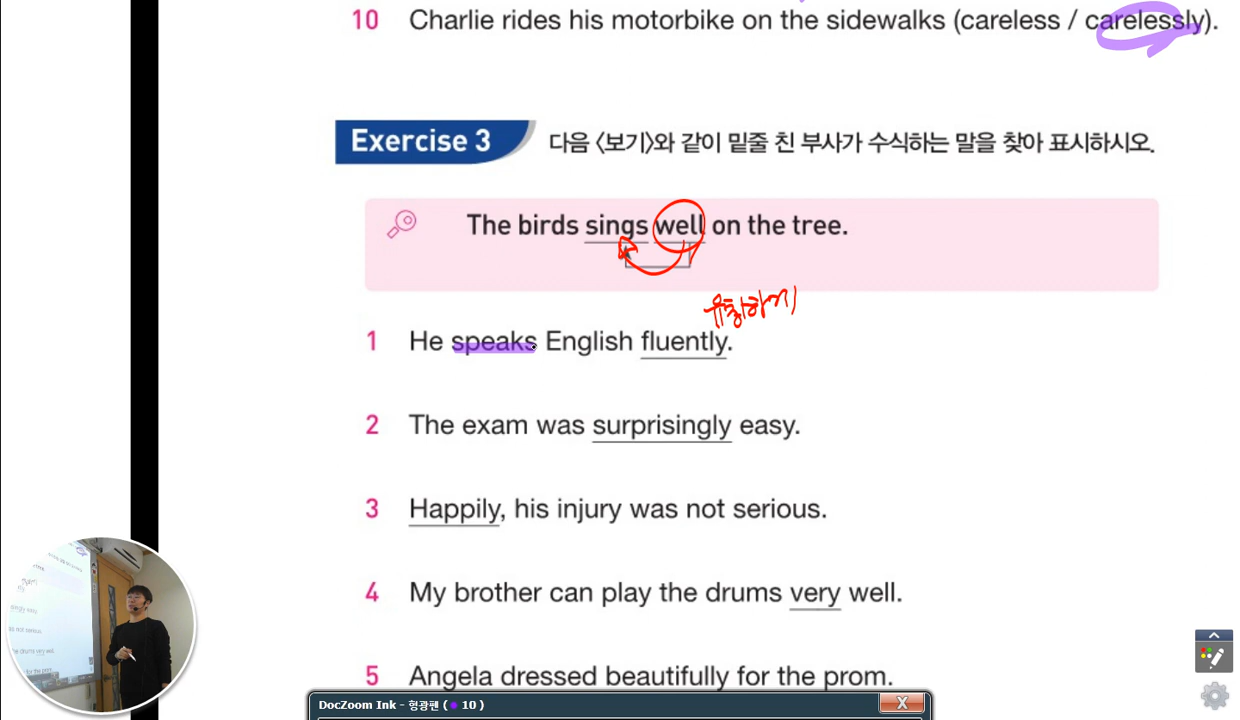 10 Charlie rides his motorbike on the sidewalks (careless / carelessly).
Exercise 3 다음 〈보기〉와 같이 밑줄 친 부사가 수식하는 말을 찾아 표시하시오.
The birds sings well on the tree.
유창하게
1 He speaks English fluently.
2 The exam was surprisingly easy.
3 Happily, his injury was not serious.
4 My brother can play the drums very well.
5 Angela dressed beautifully for the prom.
DocZoom Ink - 형광펜 ( 10 )